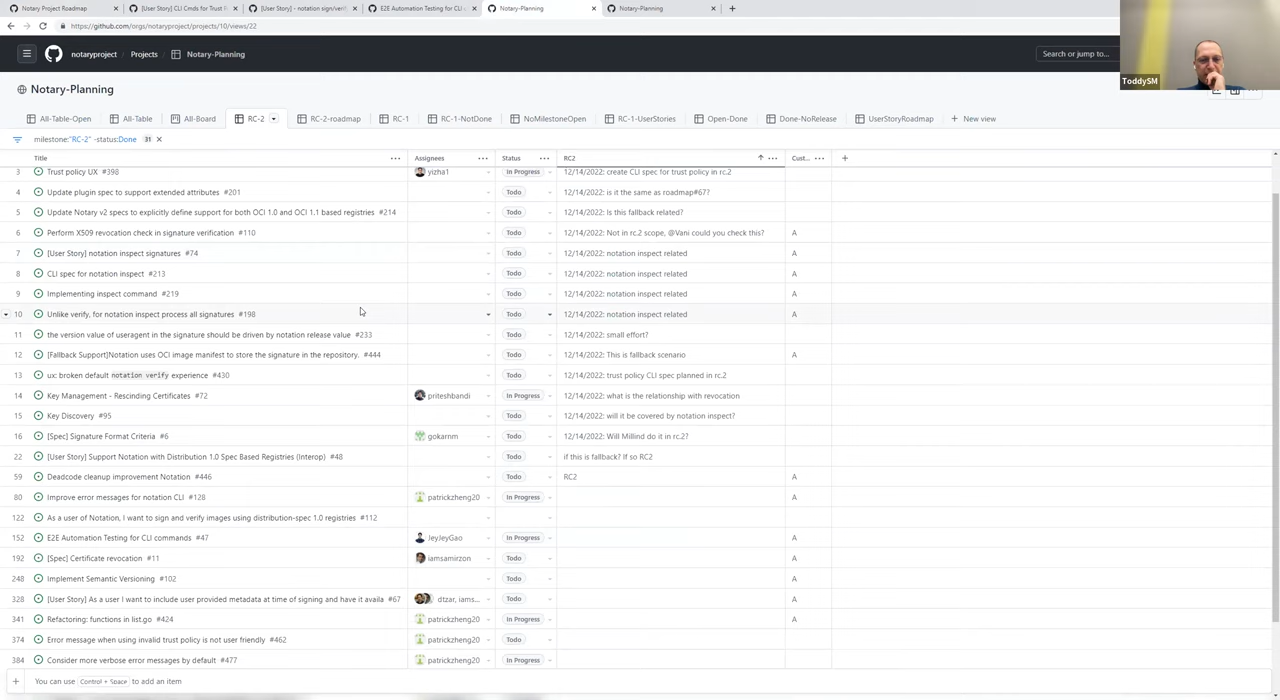 Notary Project Roadmap
[User Story] CLI Cmds for Trust P
[User Story] - notation sign/verif
E2E Automation Testing for CLI c
Notary-Planning
Notary-Planning
https://github.com/orgs/notaryproject/projects/10/views/22
notaryproject Projects Notary-Planning
Search or jump to...
ToddySM
Notary-Planning
All-Table-Open All-Table All-Board RC-2 RC-2-roadmap RC-1 RC-1-NotDone NoMilestoneOpen RC-1-UserStories Open-Done Done-NoRelease UserStoryRoadmap New view
milestone:"RC-2" -status:Done 31
Title Assignees Status RC2 Cust...
3 Trust policy UX #398 yizha1 In Progress 12/14/2022: create CLI spec for trust policy in rc.2
4 Update plugin spec to support extended attributes #201 Todo 12/14/2022: is it the same as roadmap#67?
5 Update Notary v2 specs to explicitly define support for both OCI 1.0 and OCI 1.1 based registries #214 Todo 12/14/2022: Is this fallback related?
6 Perform X509 revocation check in signature verification #110 Todo 12/14/2022: Not in rc.2 scope, @Vani could you check this? A
7 [User Story] notation inspect signatures #74 Todo 12/14/2022: notation inspect related A
8 CLI spec for notation inspect #213 Todo 12/14/2022: notation inspect related A
9 Implementing inspect command #219 Todo 12/14/2022: notation inspect related A
10 Unlike verify, for notation inspect process all signatures #198 Todo 12/14/2022: notation inspect related A
11 the version value of useragent in the signature should be driven by notation release value #233 Todo 12/14/2022: small effort?
12 [Fallback Support]Notation uses OCI image manifest to store the signature in the repository. #444 Todo 12/14/2022: This is fallback scenario A
13 ux: broken default notation verify experience #430 Todo 12/14/2022: trust policy CLI spec planned in rc.2
14 Key Management - Rescinding Certificates #72 priteshbandi In Progress 12/14/2022: what is the relationship with revocation
15 Key Discovery #95 Todo 12/14/2022: will it be covered by notation inspect?
16 [Spec] Signature Format Criteria #6 gokarnm Todo 12/14/2022: Will Millind do it in rc.2?
22 [User Story] Support Notation with Distribution 1.0 Spec Based Registries (Interop) #48 Todo if this is fallback? If so RC2
59 Deadcode cleanup improvement Notation #446 Todo RC2 A
80 Improve error messages for notation CLI #128 patrickzheng20 In Progress A
122 As a user of Notation, I want to sign and verify images using distribution-spec 1.0 registries #112
152 E2E Automation Testing for CLI commands #47 JeyJeyGao In Progress A
192 [Spec] Certificate revocation #11 iamsamirzon Todo A
248 Implement Semantic Versioning #102 Todo A
328 [User Story] As a user I want to include user provided metadata at time of signing and have it availa #67 dtzar, iams... Todo A
341 Refactoring: functions in list.go #424 patrickzheng20 In Progress A
374 Error message when using invalid trust policy is not user friendly #462 patrickzheng20 Todo
384 Consider more verbose error messages by default #477 patrickzheng20 In Progress
You can use Control + Space to add an item